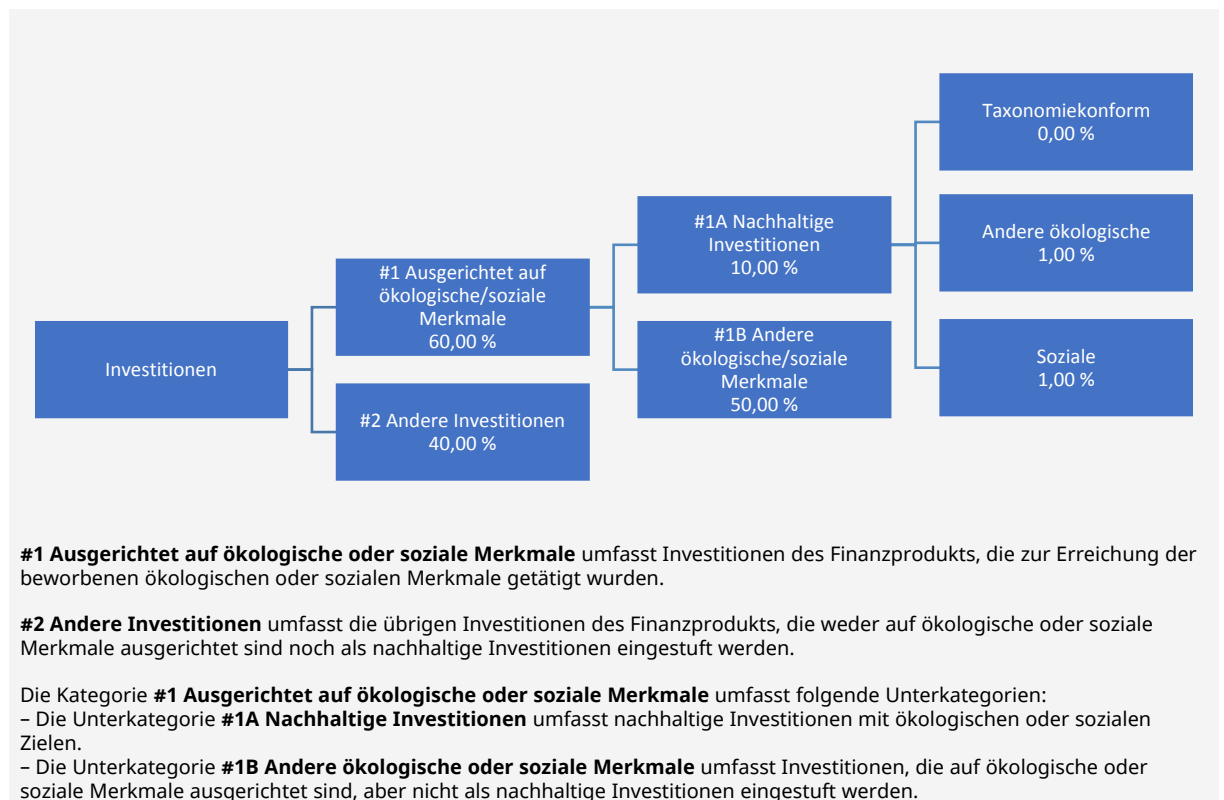 Investitionen
#1 Ausgerichtet auf
ökologische/soziale
Merkmale
60,00 %
#2 Andere Investitionen
40,00 %
#1A Nachhaltige
Investitionen
10,00 %
#1B Andere
ökologische/soziale
Merkmale
50,00 %
Taxonomiekonform
0,00 %
Andere ökologische
1,00 %
Soziale
1,00 %
#1 Ausgerichtet auf ökologische oder soziale Merkmale umfasst Investitionen des Finanzprodukts, die zur Erreichung der
beworbenen ökologischen oder sozialen Merkmale getätigt wurden.
#2 Andere Investitionen umfasst die übrigen Investitionen des Finanzprodukts, die weder auf ökologische oder soziale
Merkmale ausgerichtet sind noch als nachhaltige Investitionen eingestuft werden.
Die Kategorie #1 Ausgerichtet auf ökologische oder soziale Merkmale umfasst folgende Unterkategorien:
– Die Unterkategorie #1A Nachhaltige Investitionen umfasst nachhaltige Investitionen mit ökologischen oder sozialen
Zielen.
– Die Unterkategorie #1B Andere ökologische oder soziale Merkmale umfasst Investitionen, die auf ökologische oder
soziale Merkmale ausgerichtet sind, aber nicht als nachhaltige Investitionen eingestuft werden.